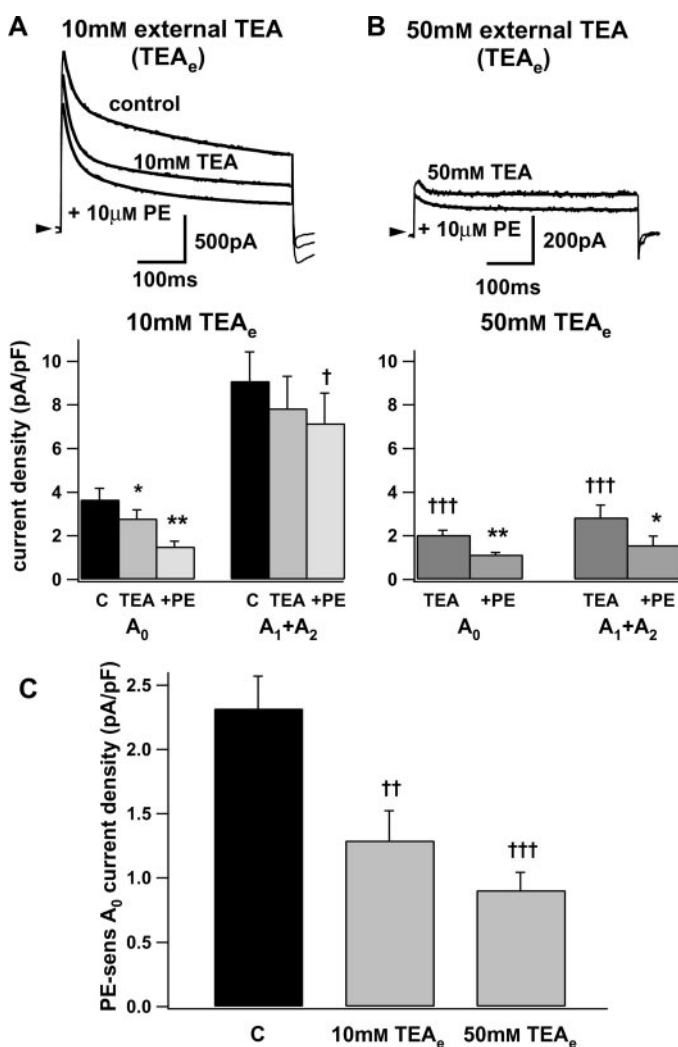 A
10mM external TEA
(TEAe)
control
10mM TEA
+ 10μM PE
500pA
100ms
B
50mM external TEA
(TEAe)
50mM TEA
+ 10μM PE
200pA
100ms
10mM TEAe
current density (pA/pF)
10
8
6
4
2
0
*
**
†
C TEA +PE
C TEA +PE
A0
A1+A2
50mM TEAe
10
8
6
4
2
0
†††
**
†††
*
TEA +PE
TEA +PE
A0
A1+A2
C
PE-sens A0 current density (pA/pF)
2.5
2.0
1.5
1.0
0.5
0.0
††
†††
C
10mM TEAe
50mM TEAe